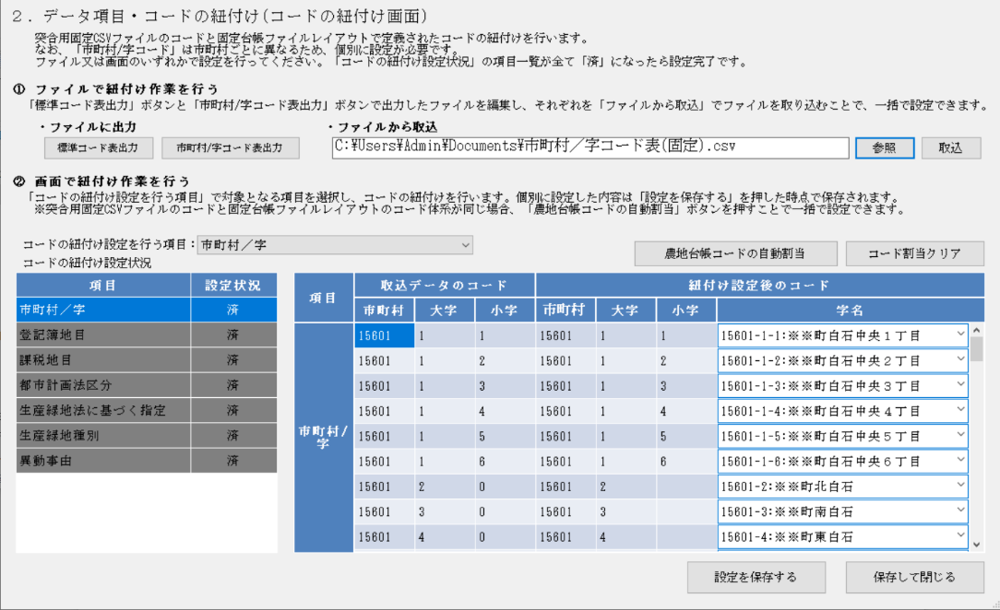 ２．データ項目・コードの紐付け(コードの紐付け画面)
突合用固定CSVファイルのコードと固定台帳ファイルレイアウトで定義されたコードの紐付けを行います。
なお、「市町村/字コード」は市町村ごとに異なるため、個別に設定が必要です。
ファイル又は画面のいずれかで設定を行ってください。「コードの紐付け設定状況」の項目一覧が全て「済」になったら設定完了です。
① ファイルで紐付け作業を行う
「標準コード表出力」ボタンと「市町村/字コード表出力」ボタンで出力したファイルを編集し、それぞれを「ファイルから取込」でファイルを取り込むことで、一括で設定できます。
・ファイルに出力
・ファイルから取込
標準コード表出力
市町村/字コード表出力
C:¥Users¥Admin¥Documents¥市町村／字コード表(固定).csv
参照
取込
② 画面で紐付け作業を行う
「コードの紐付け設定を行う項目」で対象となる項目を選択し、コードの紐付けを行います。個別に設定した内容は「設定を保存する」を押した時点で保存されます。
※突合用固定CSVファイルのコードと固定台帳ファイルレイアウトのコード体系が同じ場合、「農地台帳コードの自動割当」ボタンを押すことで一括で設定できます。
コードの紐付け設定を行う項目：
市町村／字
農地台帳コードの自動割当
コード割当クリア
コードの紐付け設定状況
項目 設定状況
市町村／字 済
登記簿地目 済
課税地目 済
都市計画法区分 済
生産緑地法に基づく指定 済
生産緑地種別 済
異動事由 済
項目 取込データのコード 紐付け設定後のコード
市町村 大字 小字 市町村 大字 小字 字名
市町村/字
15601 1 1 15601 1 1 15601-1-1:※※町白石中央１丁目
15601 1 2 15601 1 2 15601-1-2:※※町白石中央２丁目
15601 1 3 15601 1 3 15601-1-3:※※町白石中央３丁目
15601 1 4 15601 1 4 15601-1-4:※※町白石中央４丁目
15601 1 5 15601 1 5 15601-1-5:※※町白石中央５丁目
15601 1 6 15601 1 6 15601-1-6:※※町白石中央６丁目
15601 2 0 15601 2 15601-2:※※町北白石
15601 3 0 15601 3 15601-3:※※町南白石
15601 4 0 15601 4 15601-4:※※町東白石
設定を保存する
保存して閉じる